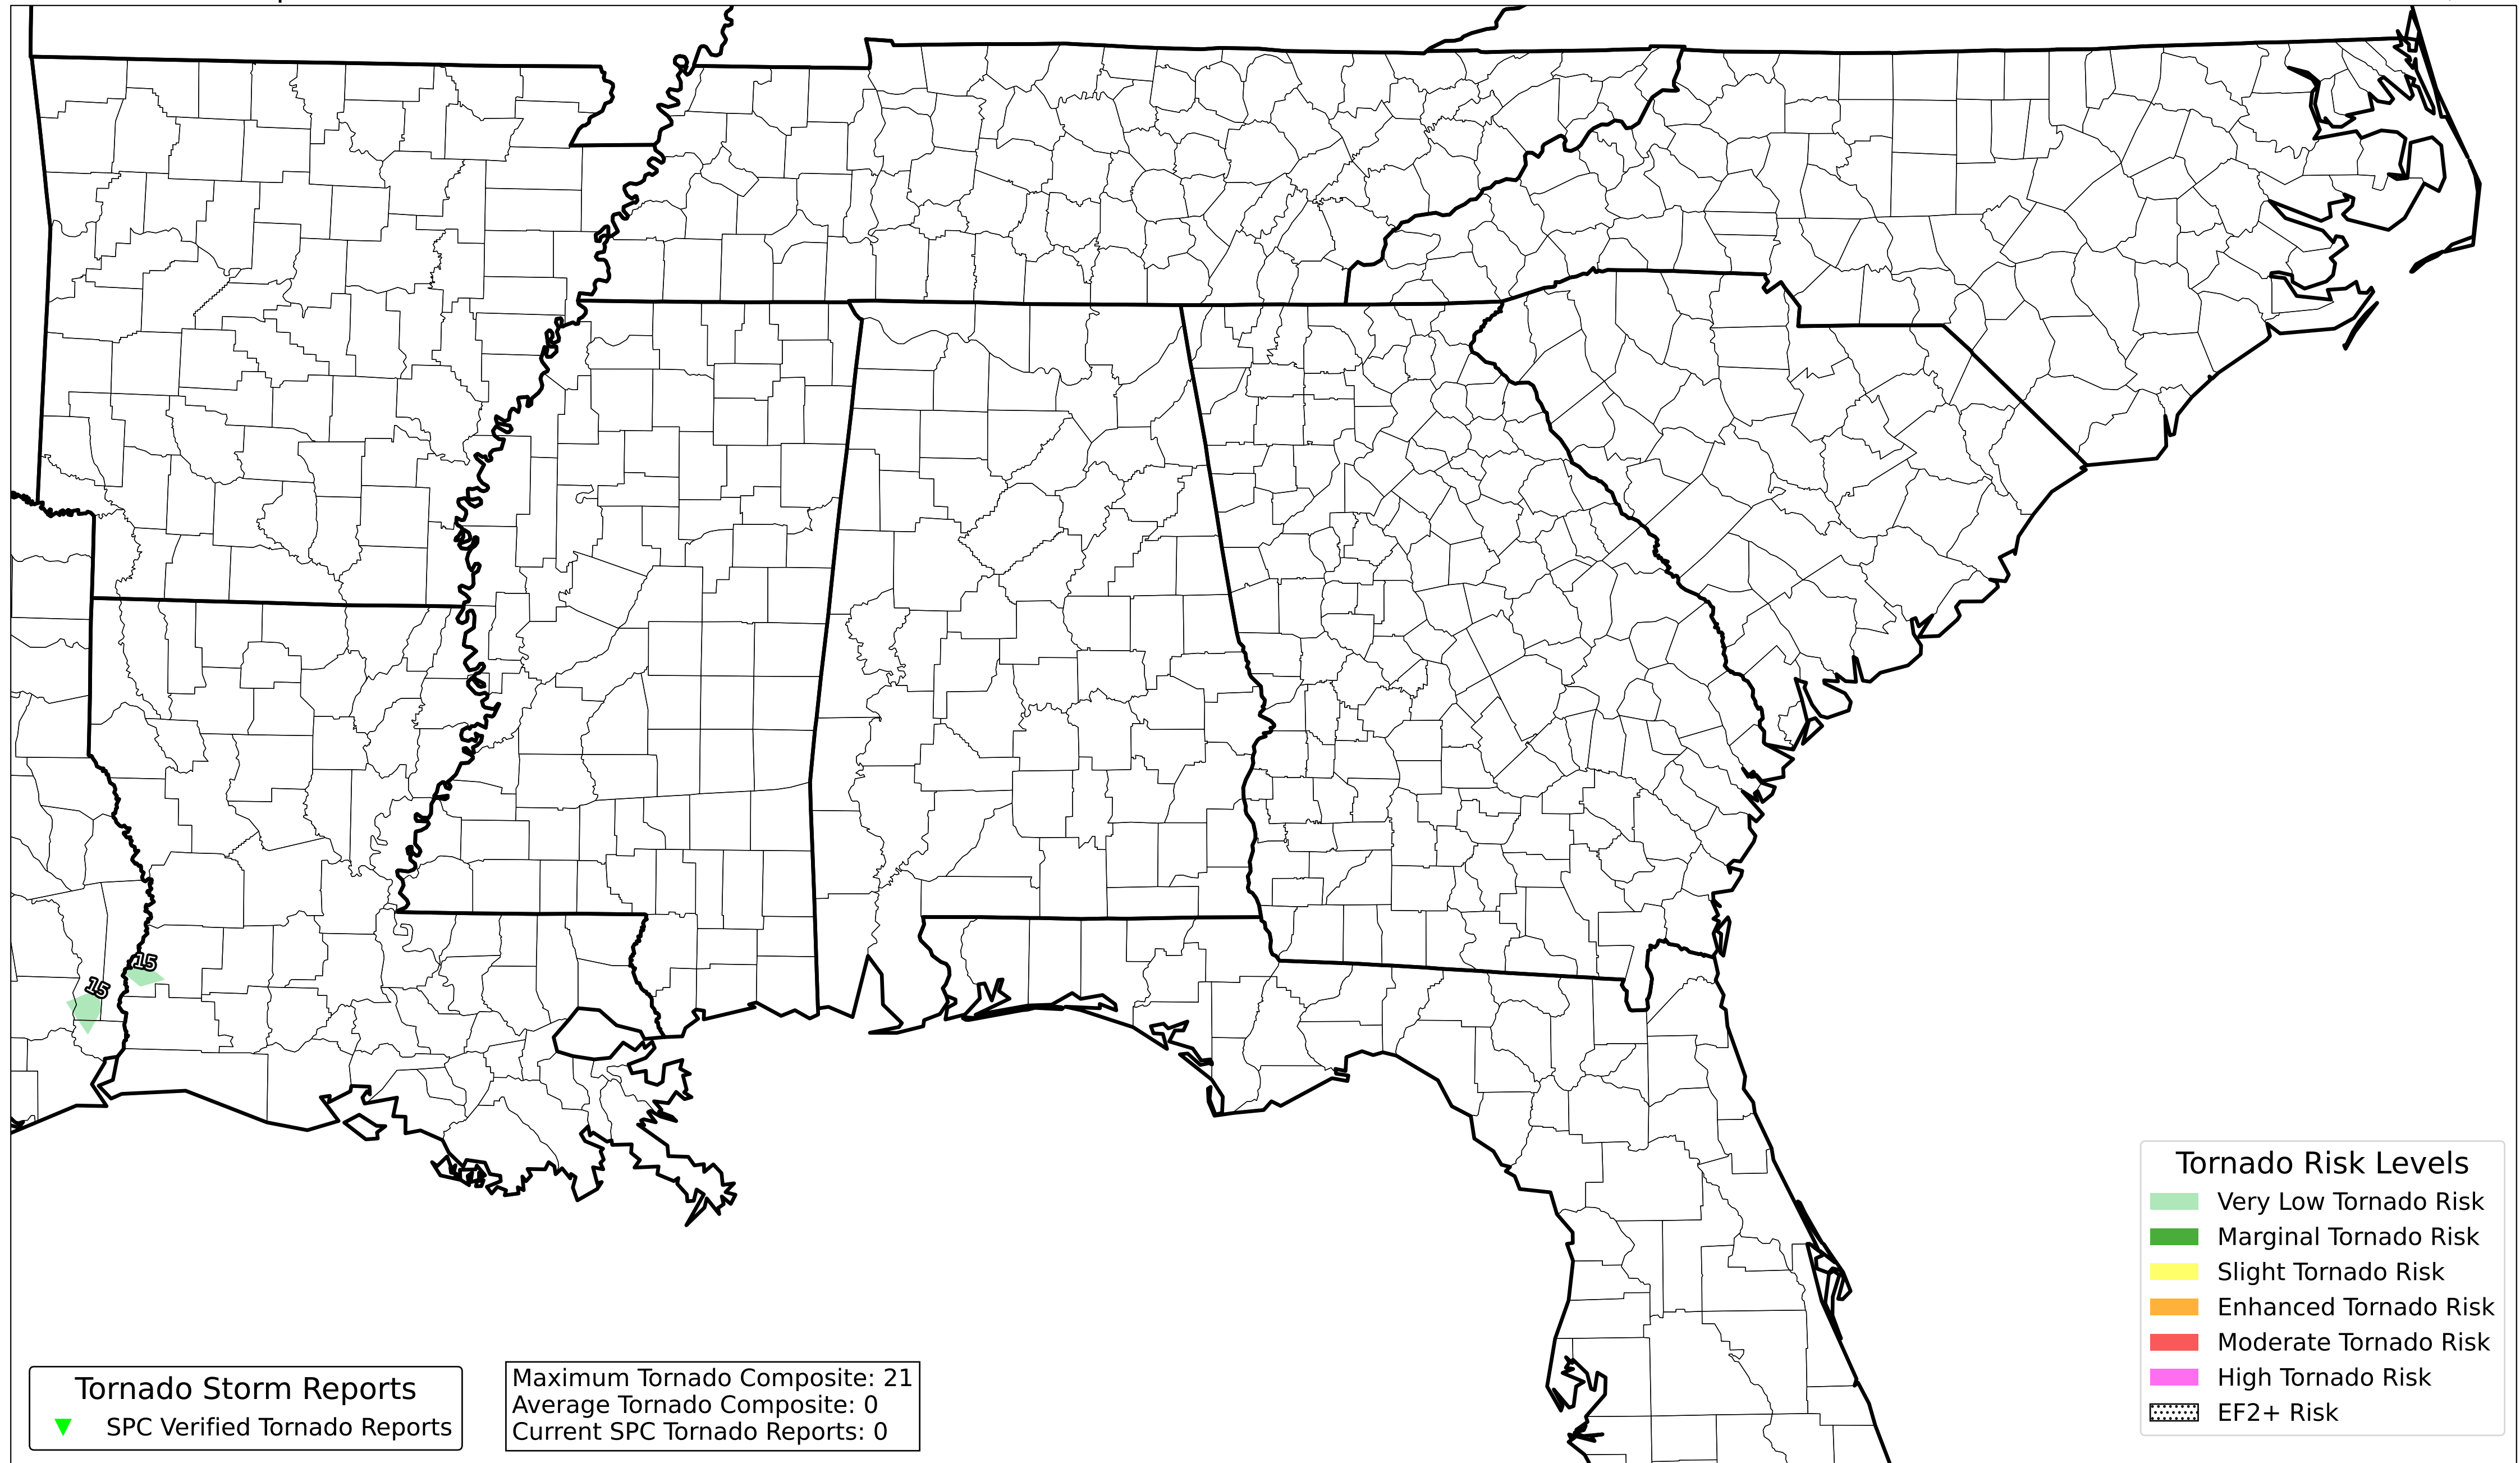 15
15
Tornado Risk Levels
Very Low Tornado Risk
Marginal Tornado Risk
Slight Tornado Risk
Enhanced Tornado Risk
Moderate Tornado Risk
High Tornado Risk
EF2+ Risk
Tornado Storm Reports
SPC Verified Tornado Reports
Maximum Tornado Composite: 21
Average Tornado Composite: 0
Current SPC Tornado Reports: 0